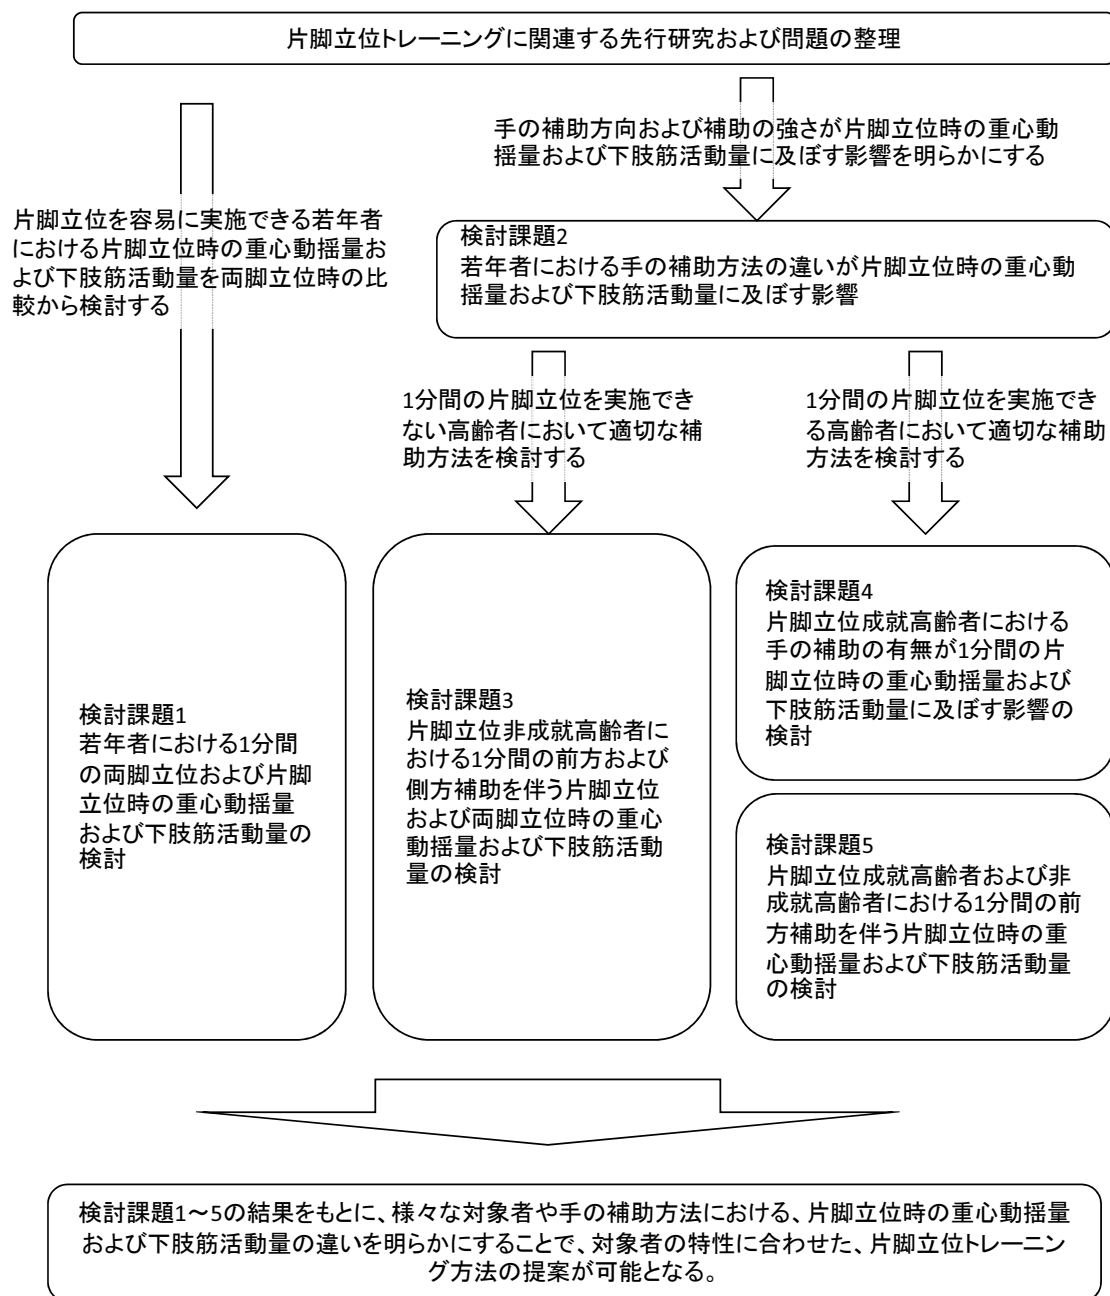 片脚立位トレーニングに関連する先行研究および問題の整理
手の補助方向および補助の強さが片脚立位時の重心動
揺量および下肢筋活動量に及ぼす影響を明らかにする
片脚立位を容易に実施できる若年者
における片脚立位時の重心動揺量お
よび下肢筋活動量を両脚立位時の比
較から検討する
検討課題2
若年者における手の補助方法の違いが片脚立位時の重心動
揺量および下肢筋活動量に及ぼす影響
1分間の片脚立位を実施でき
ない高齢者において適切な補
助方法を検討する
1分間の片脚立位を実施でき
る高齢者において適切な補助
方法を検討する
検討課題1
若年者における1分間
の両脚立位および片脚
立位時の重心動揺量
および下肢筋活動量の
検討
検討課題3
片脚立位非成就高齢者に
おける1分間の前方および
側方補助を伴う片脚立位
および両脚立位時の重心
動揺量および下肢筋活動
量の検討
検討課題4
片脚立位成就高齢者における
手の補助の有無が1分間の片
脚立位時の重心動揺量および
下肢筋活動量に及ぼす影響の
検討
検討課題5
片脚立位成就高齢者および非
成就高齢者における1分間の前
方補助を伴う片脚立位時の重
心動揺量および下肢筋活動量
の検討
検討課題1～5の結果をもとに、様々な対象者や手の補助方法における、片脚立位時の重心動揺量
および下肢筋活動量の違いを明らかにすることで、対象者の特性に合わせた、片脚立位トレーニン
グ方法の提案が可能となる。